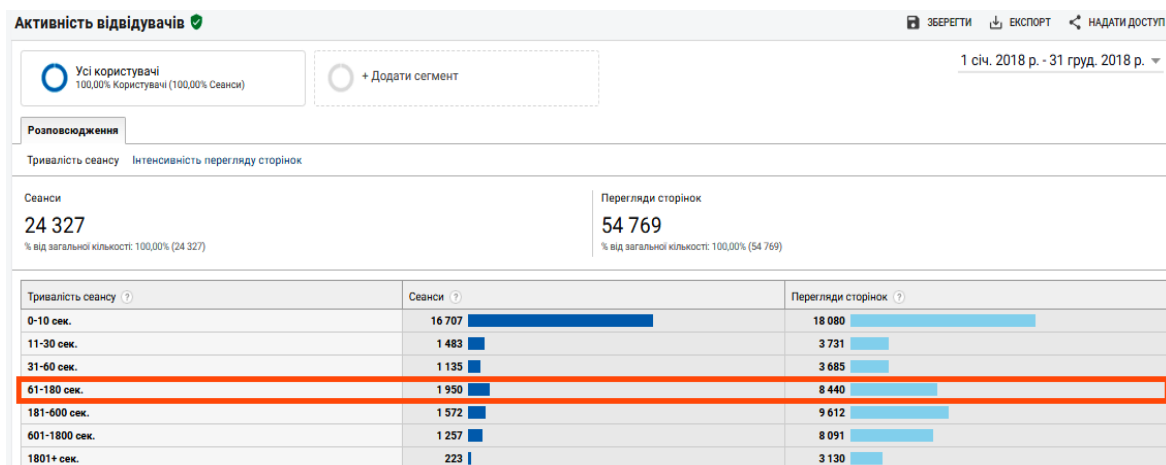 Активність відвідувачів
ЗБЕРЕГТИ ЕКСПОРТ НАДАТИ ДОСТУП
Усі користувачі
100,00% Користувачі (100,00% Сеанси)
+ Додати сегмент
1 січ. 2018 р. - 31 груд. 2018 р.
Розповсюдження
Тривалість сеансу Інтенсивність перегляду сторінок
Сеанси
24 327
% від загальної кількості: 100,00% (24 327)
Перегляди сторінок
54 769
% від загальної кількості: 100,00% (54 769)
Тривалість сеансу ? Сеанси ? Перегляди сторінок ?
0-10 сек. 16 707 18 080
11-30 сек. 1 483 3 731
31-60 сек. 1 135 3 685
61-180 сек. 1 950 8 440
181-600 сек. 1 572 9 612
601-1800 сек. 1 257 8 091
1801+ сек. 223 3 130